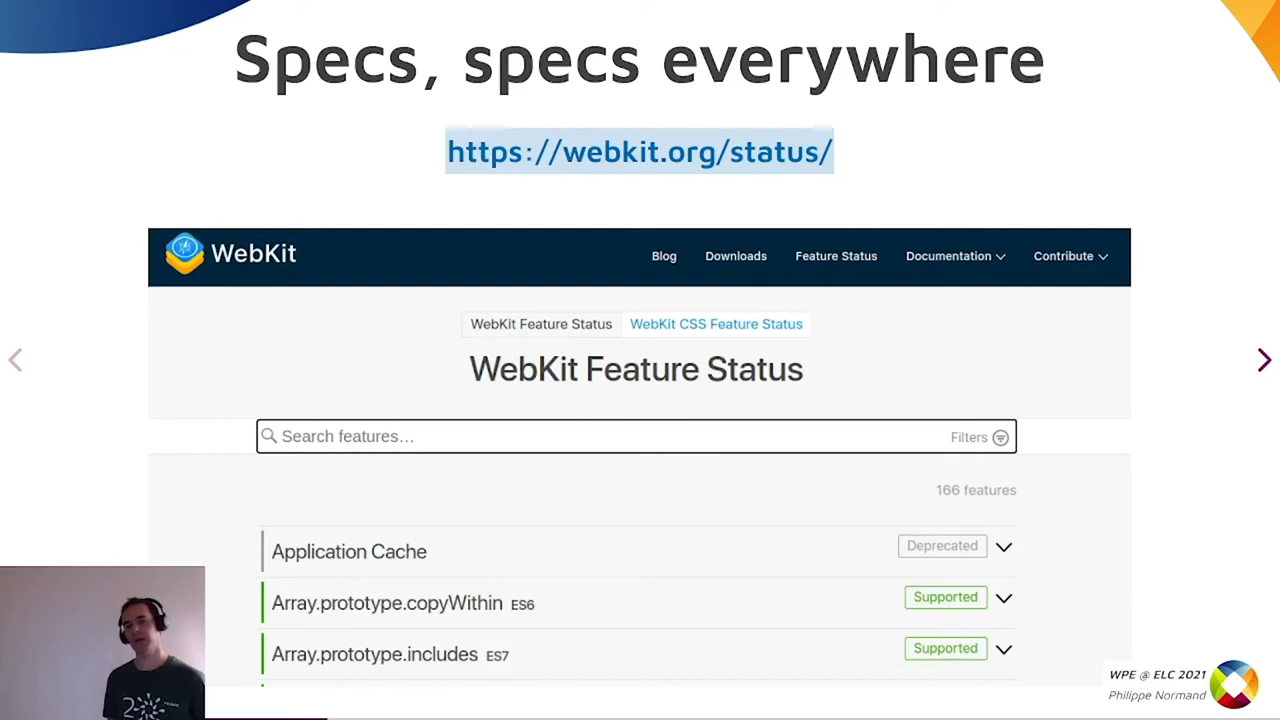 Specs, specs everywhere
https://webkit.org/status/
WebKit
Blog
Downloads
Feature Status
Documentation
Contribute
WebKit Feature Status
WebKit CSS Feature Status
WebKit Feature Status
Search features…
Filters
166 features
Application Cache
Deprecated
Array.prototype.copyWithin ES6
Supported
Array.prototype.includes ES7
Supported
WPE @ ELC 2021
Philippe Normand